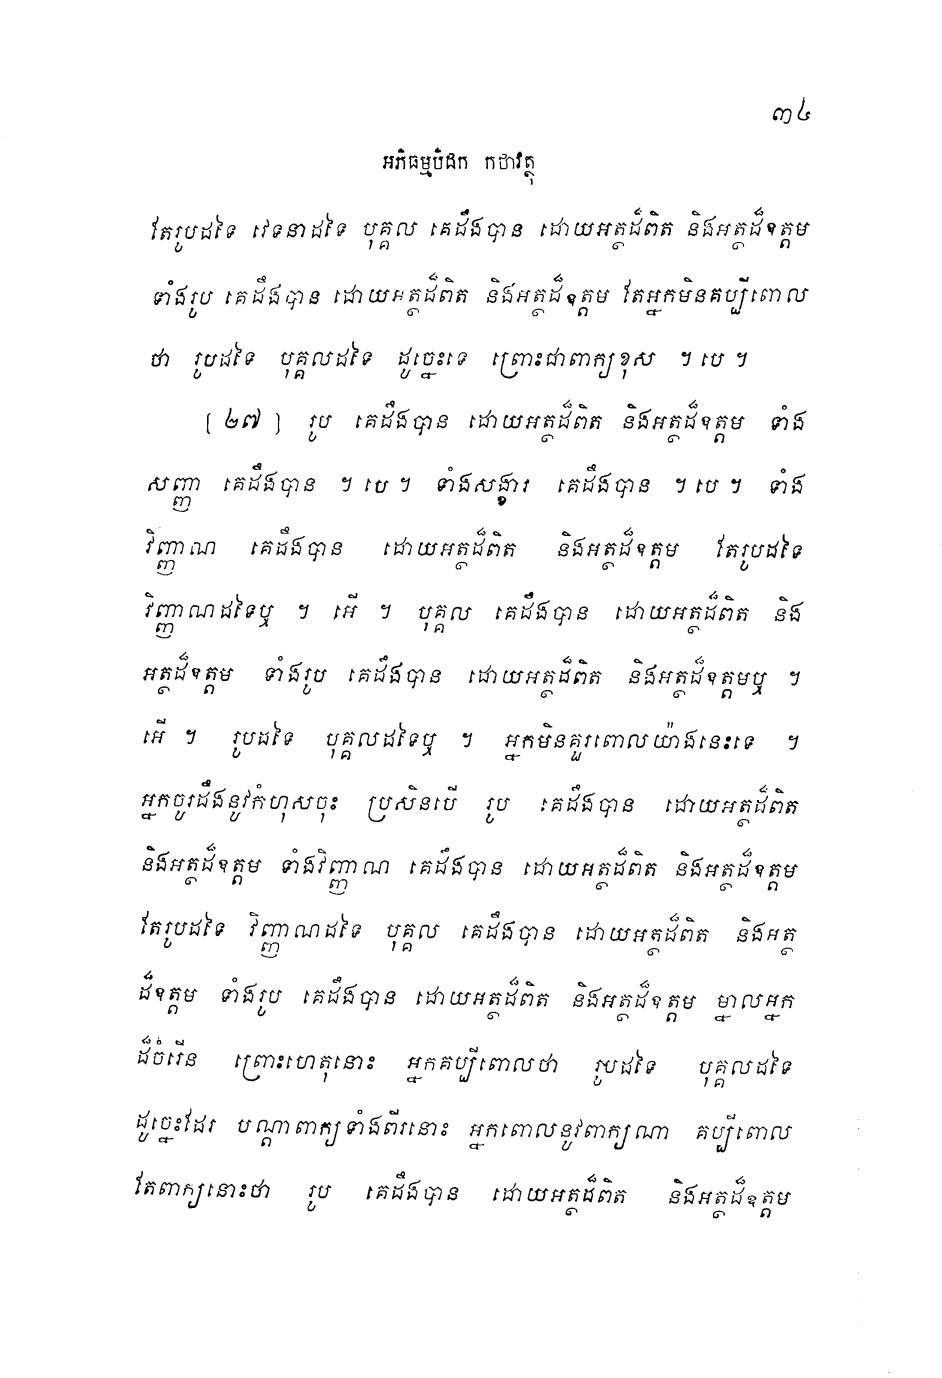 ៣៤
អភិធម្មបិដក កថាវត្ថុ
តែរូបដទៃ វេទនាដទៃ បុគ្គល គេដឹងបាន ដោយអត្ថដ៏ពិត និងអត្ថដ៏ឧត្តម
ទាំងរូប គេដឹងបាន ដោយអត្ថដ៏ពិត និងអត្ថដ៏ឧត្តម តែអ្នកមិនគប្បីពោល
ថា រូបដទៃ បុគ្គលដទៃ ដូច្នេះទេ ព្រោះជាពាក្យខុស ។ បេ ។
[ ២៧ ] រូប គេដឹងបាន ដោយអត្ថដ៏ពិត និងអត្ថដ៏ឧត្តម ទាំង
សញ្ញា គេដឹងបាន ។ បេ ។ ទាំងសង្ខារ គេដឹងបាន ។ បេ ។ ទាំង
វិញ្ញាណ គេដឹងបាន ដោយអត្ថដ៏ពិត និងអត្ថដ៏ឧត្តម តែរូបដទៃ
វិញ្ញាណដទៃឬ ។ អើ ។ បុគ្គល គេដឹងបាន ដោយអត្ថដ៏ពិត និង
អត្ថដ៏ឧត្តម ទាំងរូប គេដឹងបាន ដោយអត្ថដ៏ពិត និងអត្ថដ៏ឧត្តមឬ ។
អើ ។ រូបដទៃ បុគ្គលដទៃឬ ។ អ្នកមិនគួរពោលយ៉ាងនេះទេ ។
អ្នកចូរដឹងនូវកំហុសចុះ ប្រសិនបើ រូប គេដឹងបាន ដោយអត្ថដ៏ពិត
និងអត្ថដ៏ឧត្តម ទាំងវិញ្ញាណ គេដឹងបាន ដោយអត្ថដ៏ពិត និងអត្ថដ៏ឧត្តម
តែរូបដទៃ វិញ្ញាណដទៃ បុគ្គល គេដឹងបាន ដោយអត្ថដ៏ពិត និងអត្ថ
ដ៏ឧត្តម ទាំងរូប គេដឹងបាន ដោយអត្ថដ៏ពិត និងអត្ថដ៏ឧត្តម ម្នាលអ្នក
ដ៏ចំរើន ព្រោះហេតុនោះ អ្នកគប្បីពោលថា រូបដទៃ បុគ្គលដទៃ
ដូច្នេះដែរ បណ្តាពាក្យទាំងពីរនោះ អ្នកពោលនូវពាក្យណា គប្បីពោល
តែពាក្យនោះថា រូប គេដឹងបាន ដោយអត្ថដ៏ពិត និងអត្ថដ៏ឧត្តម